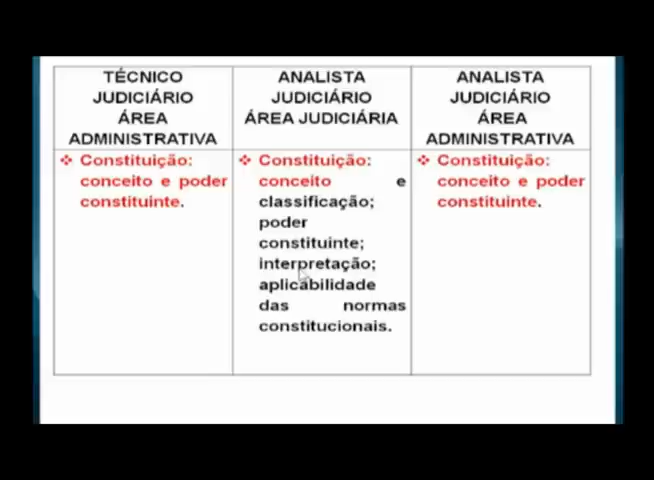 TÉCNICO
JUDICIÁRIO
ÁREA
ADMINISTRATIVA
ANALISTA
JUDICIÁRIO
ÁREA JUDICIÁRIA
ANALISTA
JUDICIÁRIO
ÁREA
ADMINISTRATIVA
❖ Constituição:
conceito e poder
constituinte.
❖ Constituição:
conceito e
classificação;
poder
constituinte;
interpretação;
aplicabilidade
das normas
constitucionais.
❖ Constituição:
conceito e poder
constituinte.